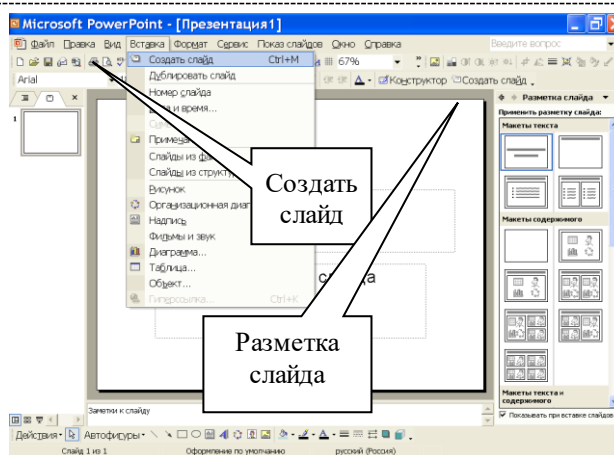 Microsoft PowerPoint - [Презентация1]
Файл Правка Вид Вставка Формат Сервис Показ слайдов Окно Справка
Введите вопрос
67%
Arial
Конструктор Создать слайд
Создать слайд Ctrl+M
Дублировать слайд
Номер слайда
Дата и время...
Слайды из
Слайды из структу
Рисунок
Организационная диаг
Надпись
Фильмы и звук
Диаграмма...
Таблица...
Объект...
Гиперссылка... Ctrl+K
1
Создать
слайд
Разметка
слайда
Разметка слайда
Применить разметку слайда:
Макеты текста
Макеты содержимого
Макеты текста и
содержимого
Показывать при вставке слайдов
Заметки к слайду
Действия Автофигуры
Слайд 1 из 1 Оформление по умолчанию русский (Россия)